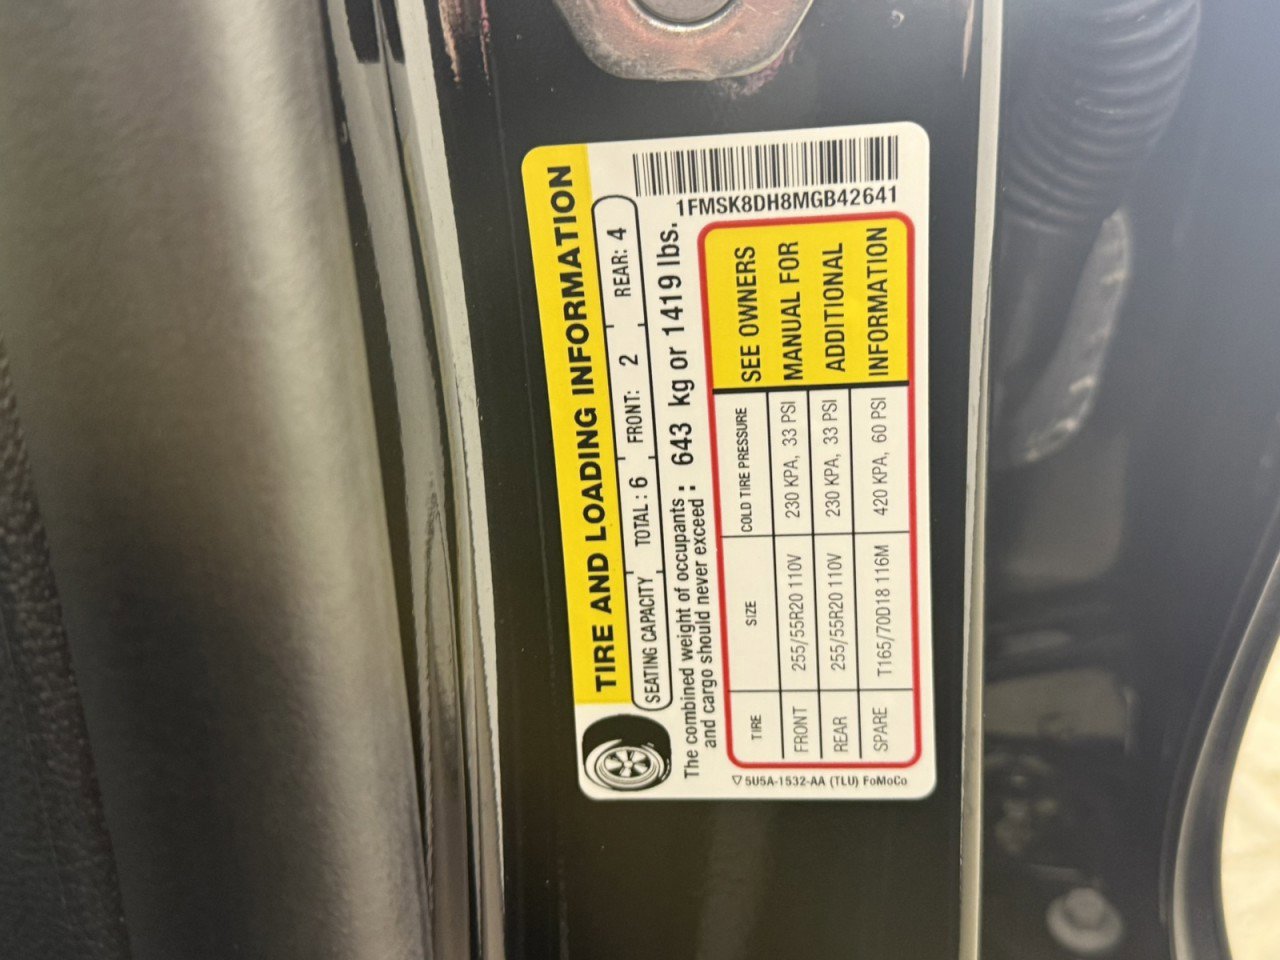 TIRE AND LOADING INFORMATION
SEATING CAPACITY TOTAL : 6 FRONT: 2 REAR: 4
The combined weight of occupants
and cargo should never exceed : 643 kg or 1419 lbs.
TIRE SIZE COLD TIRE PRESSURE
FRONT 255/55R20 110V 230 KPA, 33 PSI
REAR 255/55R20 110V 230 KPA, 33 PSI
SPARE T165/70D18 116M 420 KPA, 60 PSI
SEE OWNERS
MANUAL FOR
ADDITIONAL
INFORMATION
1FMSK8DH8MGB42641
5U5A-1532-AA (TLU) FoMoCo